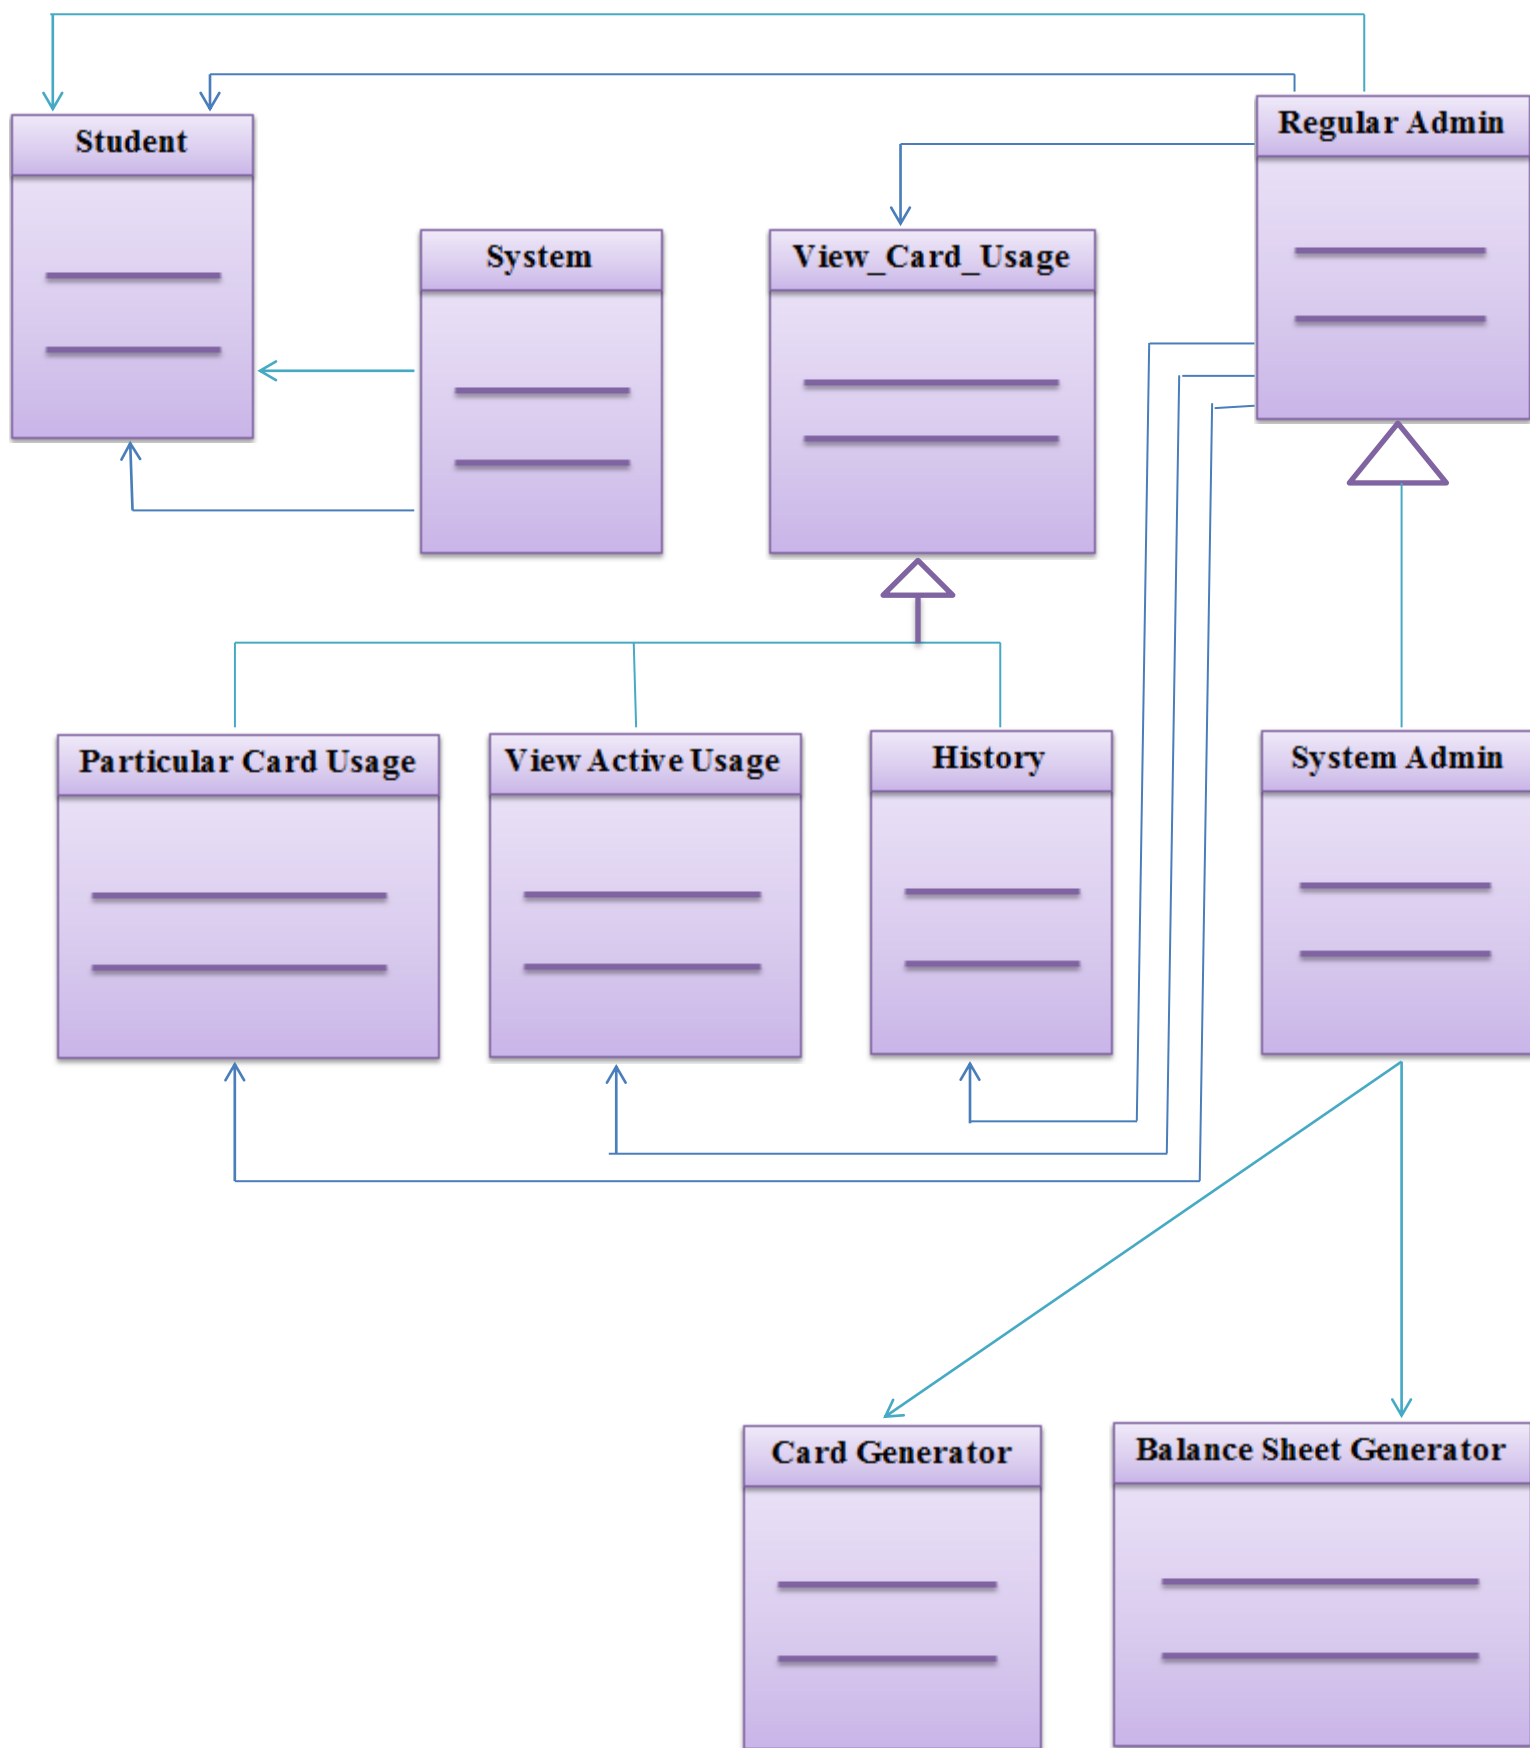 Student
Regular Admin
System
View_Card_Usage
Particular Card Usage
View Active Usage
History
System Admin
Card Generator
Balance Sheet Generator